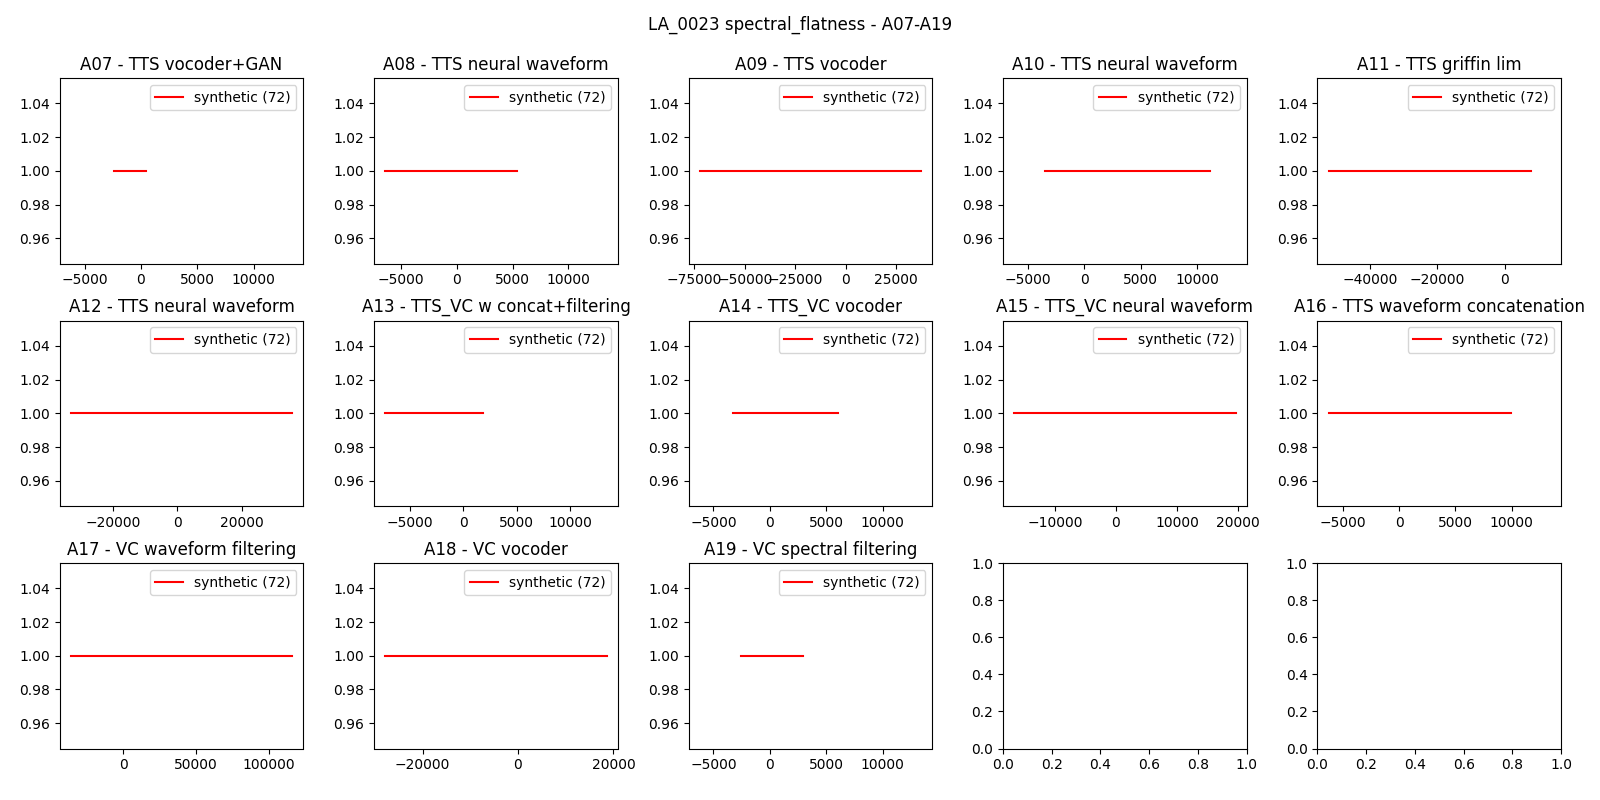 LA_0023 spectral_flatness - A07-A19
A07 - TTS vocoder+GAN
A08 - TTS neural waveform
A09 - TTS vocoder
A10 - TTS neural waveform
A11 - TTS griffin lim
synthetic (72)
synthetic (72)
synthetic (72)
synthetic (72)
synthetic (72)
1.04 1.04 1.04 1.04 1.04
1.02 1.02 1.02 1.02 1.02
1.00 1.00 1.00 1.00 1.00
0.98 0.98 0.98 0.98 0.98
0.96 0.96 0.96 0.96 0.96
−5000 0 5000 10000
−5000 0 5000 10000
−75000 −50000 −25000 0 25000
−5000 0 5000 10000
−40000 −20000 0
A12 - TTS neural waveform
A13 - TTS_VC w concat+filtering
A14 - TTS_VC vocoder
A15 - TTS_VC neural waveform
A16 - TTS waveform concatenation
synthetic (72)
synthetic (72)
synthetic (72)
synthetic (72)
synthetic (72)
1.04 1.04 1.04 1.04 1.04
1.02 1.02 1.02 1.02 1.02
1.00 1.00 1.00 1.00 1.00
0.98 0.98 0.98 0.98 0.98
0.96 0.96 0.96 0.96 0.96
−20000 0 20000
−5000 0 5000 10000
−5000 0 5000 10000
−10000 0 10000 20000
−5000 0 5000 10000
A17 - VC waveform filtering
A18 - VC vocoder
A19 - VC spectral filtering
synthetic (72)
synthetic (72)
synthetic (72)
1.04 1.04 1.04
1.02 1.02 1.02
1.00 1.00 1.00
0.98 0.98 0.98
0.96 0.96 0.96
0 50000 100000
−20000 0 20000
−5000 0 5000 10000
1.0 1.0
0.8 0.8
0.6 0.6
0.4 0.4
0.2 0.2
0.0 0.0
0.0 0.2 0.4 0.6 0.8 1.0
0.0 0.2 0.4 0.6 0.8 1.0